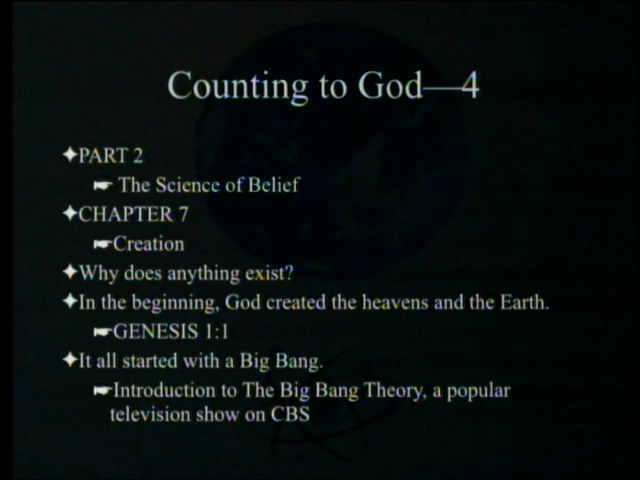 Counting to God—4
PART 2
The Science of Belief
CHAPTER 7
Creation
Why does anything exist?
In the beginning, God created the heavens and the Earth.
GENESIS 1:1
It all started with a Big Bang.
Introduction to The Big Bang Theory, a popular
television show on CBS